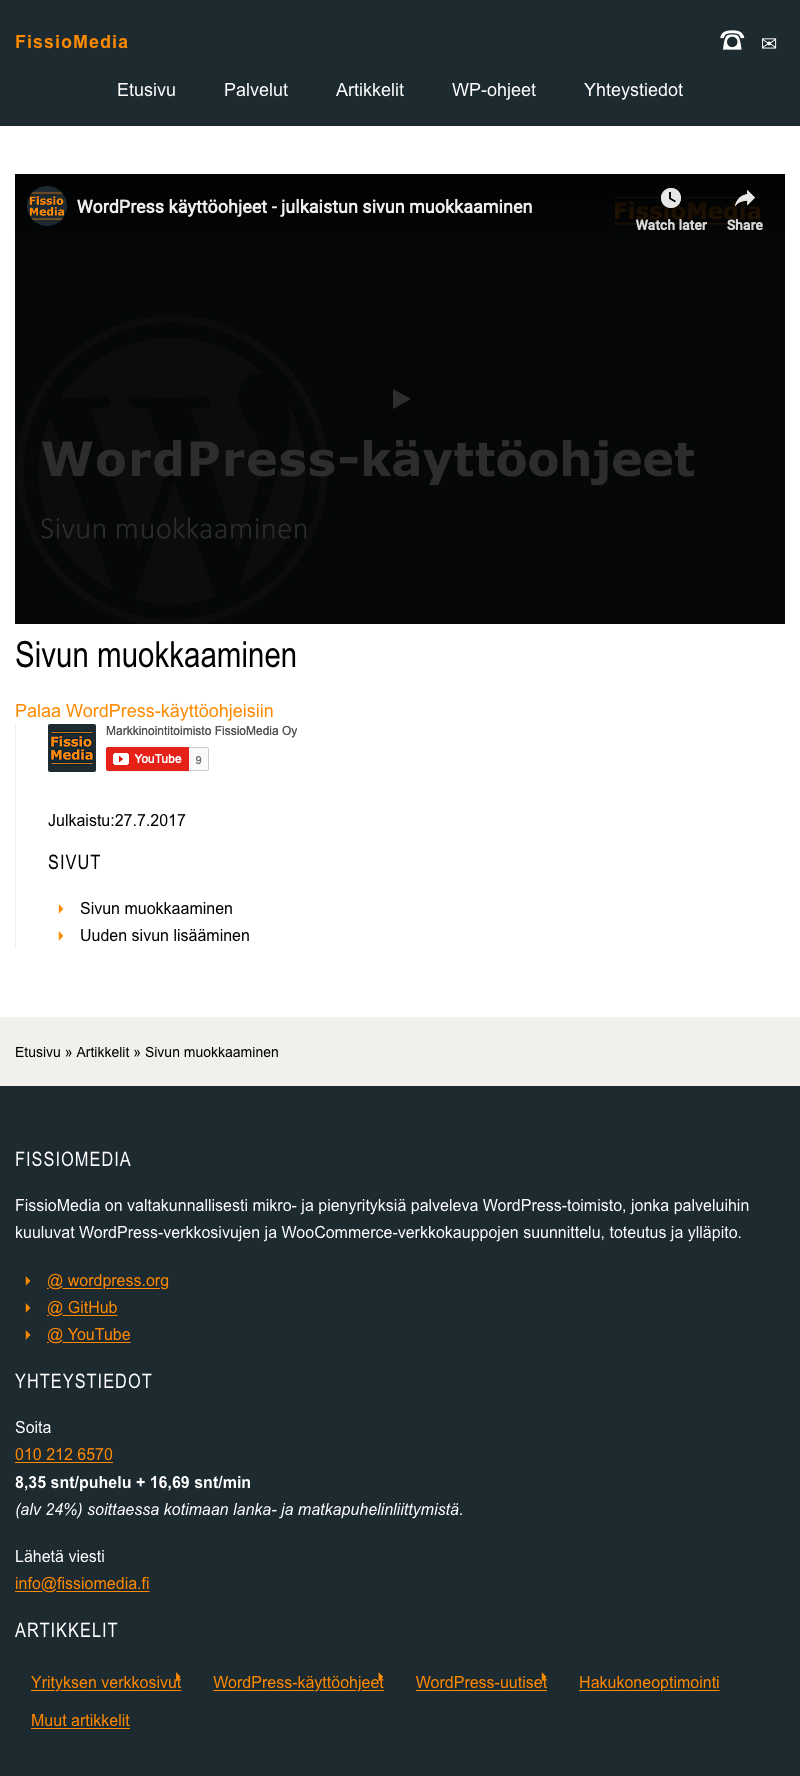 FissioMedia
Etusivu Palvelut Artikkelit WP-ohjeet Yhteystiedot
Fissio
Media
WordPress käyttöohjeet - julkaistun sivun muokkaaminen
FissioMedia
Watch later Share
WordPress-käyttöohjeet
Sivun muokkaaminen
Sivun muokkaaminen
Palaa WordPress-käyttöohjeisiin
Fissio
Media
Markkinointitoimisto FissioMedia Oy
YouTube 9
Julkaistu:27.7.2017
SIVUT
Sivun muokkaaminen
Uuden sivun lisääminen
Etusivu » Artikkelit » Sivun muokkaaminen
FISSIOMEDIA
FissioMedia on valtakunnallisesti mikro- ja pienyrityksiä palveleva WordPress-toimisto, jonka palveluihin
kuuluvat WordPress-verkkosivujen ja WooCommerce-verkkokauppojen suunnittelu, toteutus ja ylläpito.
@ wordpress.org
@ GitHub
@ YouTube
YHTEYSTIEDOT
Soita
010 212 6570
8,35 snt/puhelu + 16,69 snt/min
(alv 24%) soittaessa kotimaan lanka- ja matkapuhelinliittymistä.
Lähetä viesti
info@fissiomedia.fi
ARTIKKELIT
Yrityksen verkkosivut WordPress-käyttöohjeet WordPress-uutiset Hakukoneoptimointi
Muut artikkelit